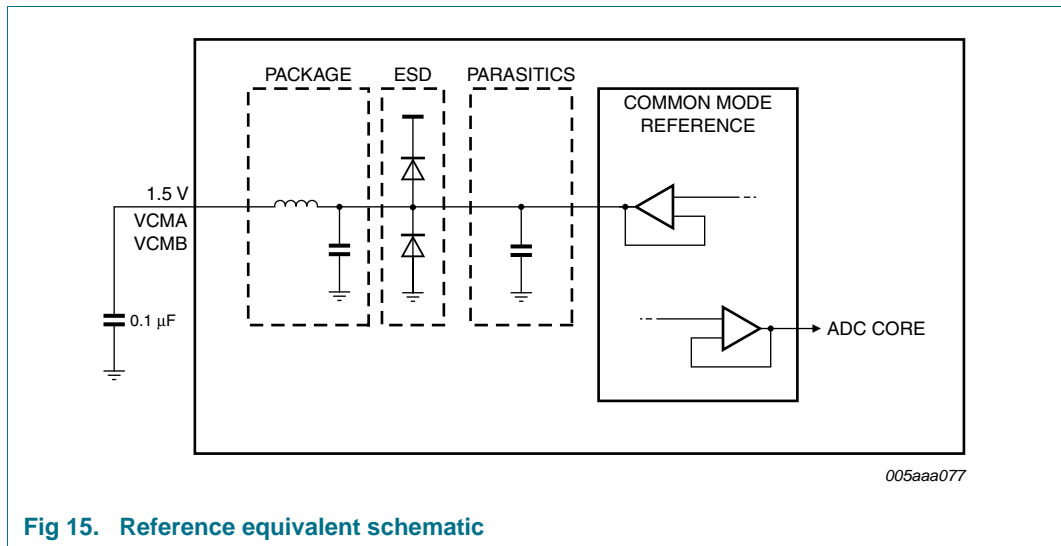 PACKAGE
ESD
PARASITICS
COMMON MODE
REFERENCE
1.5 V
VCMA
VCMB
0.1 μF
ADC CORE
005aaa077
Fig 15. Reference equivalent schematic